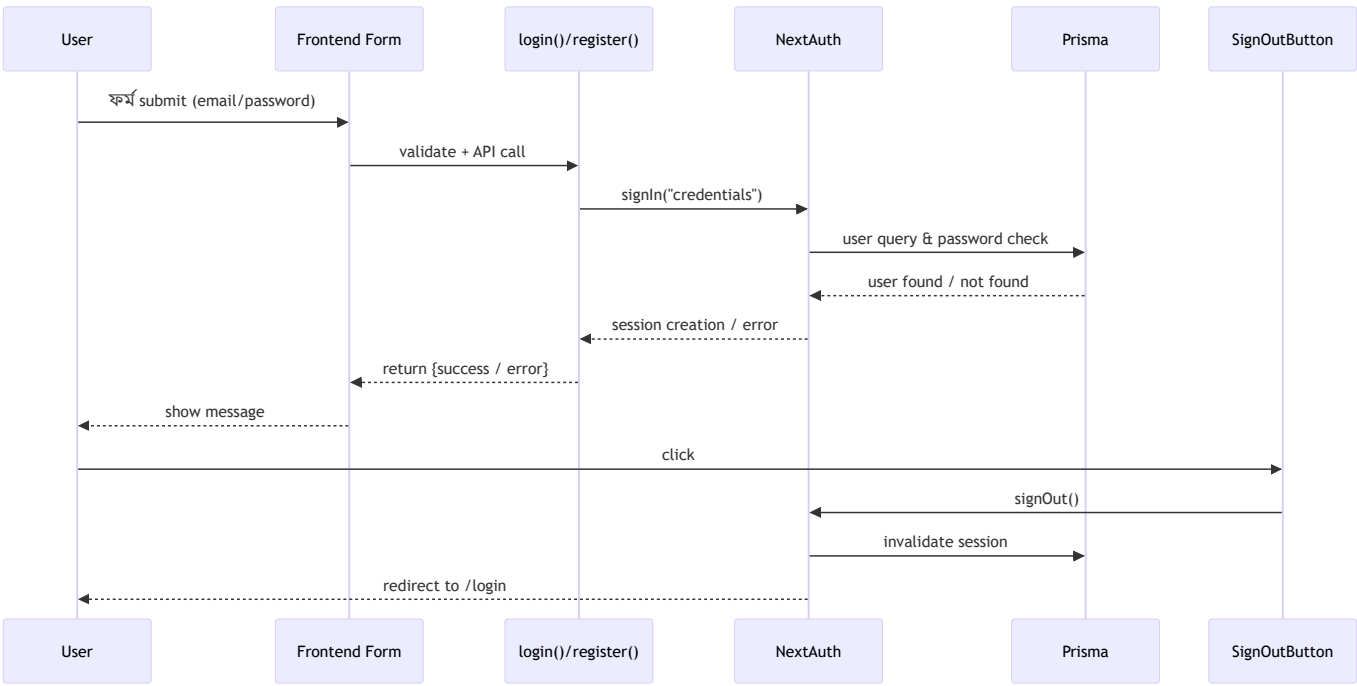 User Frontend Form login()/register() NextAuth Prisma SignOutButton
ফর্ম submit (email/password)
validate + API call
signIn("credentials")
user query & password check
user found / not found
session creation / error
return {success / error}
show message
click
signOut()
invalidate session
redirect to /login
User Frontend Form login()/register() NextAuth Prisma SignOutButton